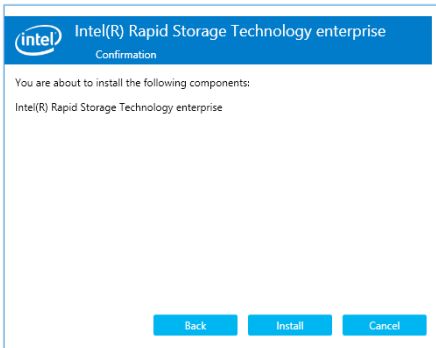 intel
Intel(R) Rapid Storage Technology enterprise
Confirmation
You are about to install the following components:
Intel(R) Rapid Storage Technology enterprise
Back
Install
Cancel